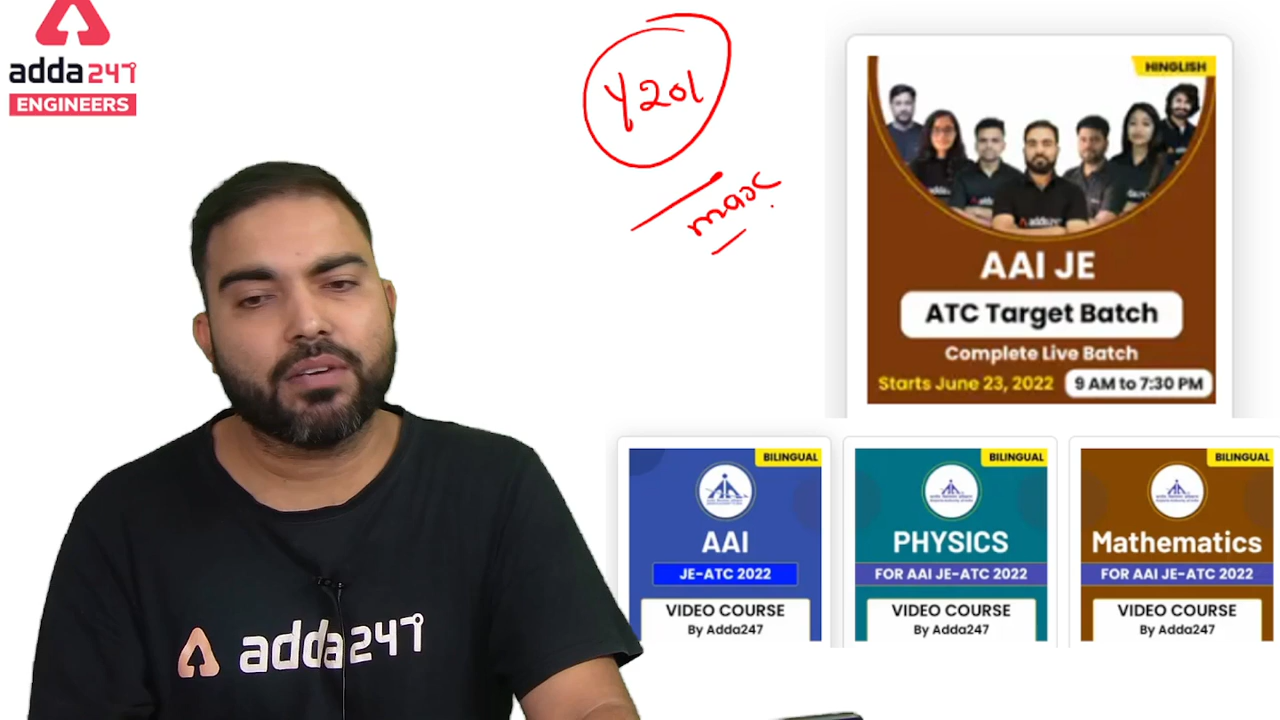 adda247
ENGINEERS
Y201
HINGLISH
adda247
AAI JE
ATC Target Batch
Complete Live Batch
Starts June 23, 2022
9 AM to 7:30 PM
adda247
BILINGUAL
AAI
JE-ATC 2022
VIDEO COURSE
By Adda247
BILINGUAL
PHYSICS
FOR AAI JE-ATC 2022
VIDEO COURSE
By Adda247
BILINGUAL
Mathematics
FOR AAI JE-ATC 2022
VIDEO COURSE
By Adda247